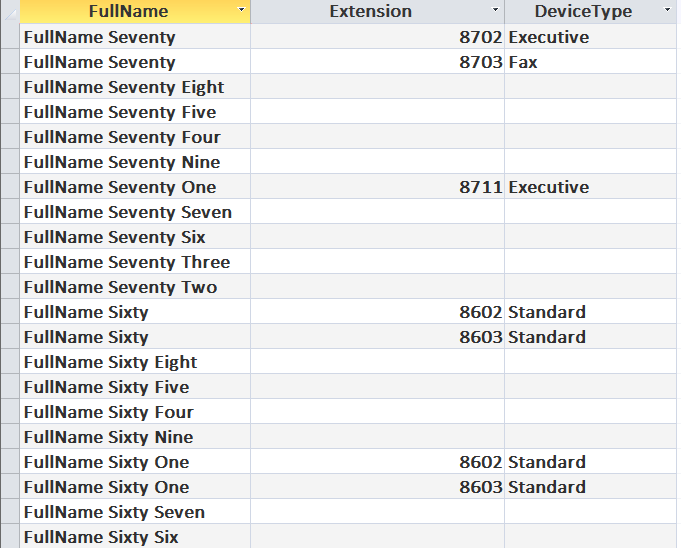 FullName Extension DeviceType
FullName Seventy 8702 Executive
FullName Seventy 8703 Fax
FullName Seventy Eight
FullName Seventy Five
FullName Seventy Four
FullName Seventy Nine
FullName Seventy One 8711 Executive
FullName Seventy Seven
FullName Seventy Six
FullName Seventy Three
FullName Seventy Two
FullName Sixty 8602 Standard
FullName Sixty 8603 Standard
FullName Sixty Eight
FullName Sixty Five
FullName Sixty Four
FullName Sixty Nine
FullName Sixty One 8602 Standard
FullName Sixty One 8603 Standard
FullName Sixty Seven
FullName Sixty Six